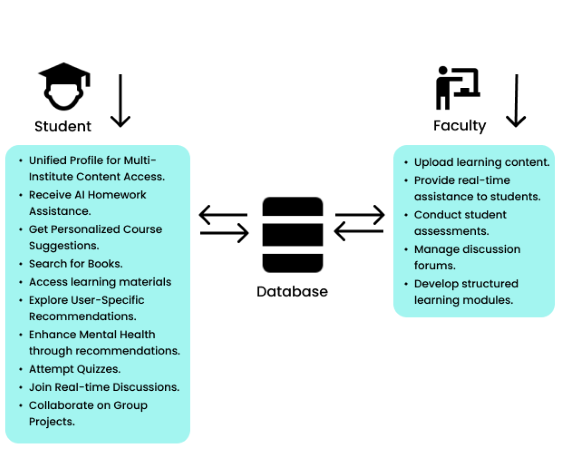 Student
• Unified Profile for Multi-
Institute Content Access.
• Receive AI Homework
Assistance.
• Get Personalized Course
Suggestions.
• Search for Books.
• Access learning materials
• Explore User-Specific
Recommendations.
• Enhance Mental Health
through recommendations.
• Attempt Quizzes.
• Join Real-time Discussions.
• Collaborate on Group
Projects.
Database
Faculty
• Upload learning content.
• Provide real-time
assistance to students.
• Conduct student
assessments.
• Manage discussion
forums.
• Develop structured
learning modules.